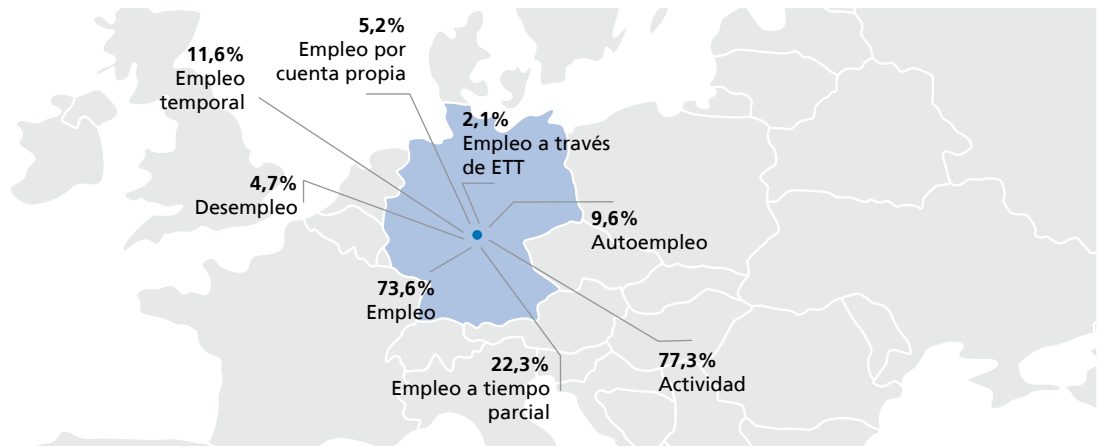 5,2%
Empleo por
cuenta propia
11,6%
Empleo
temporal
2,1%
Empleo a través
de ETT
4,7%
Desempleo
9,6%
Autoempleo
73,6%
Empleo
22,3%
Empleo a tiempo
parcial
77,3%
Actividad